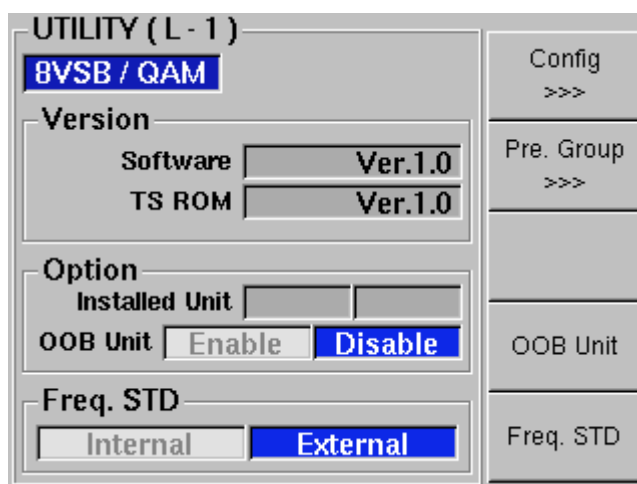 UTILITY ( L - 1 )
8VSB / QAM
Version
Software Ver.1.0
TS ROM Ver.1.0
Option
Installed Unit
OOB Unit Enable Disable
Freq. STD
Internal External
Config
>>>
Pre. Group
>>>
OOB Unit
Freq. STD